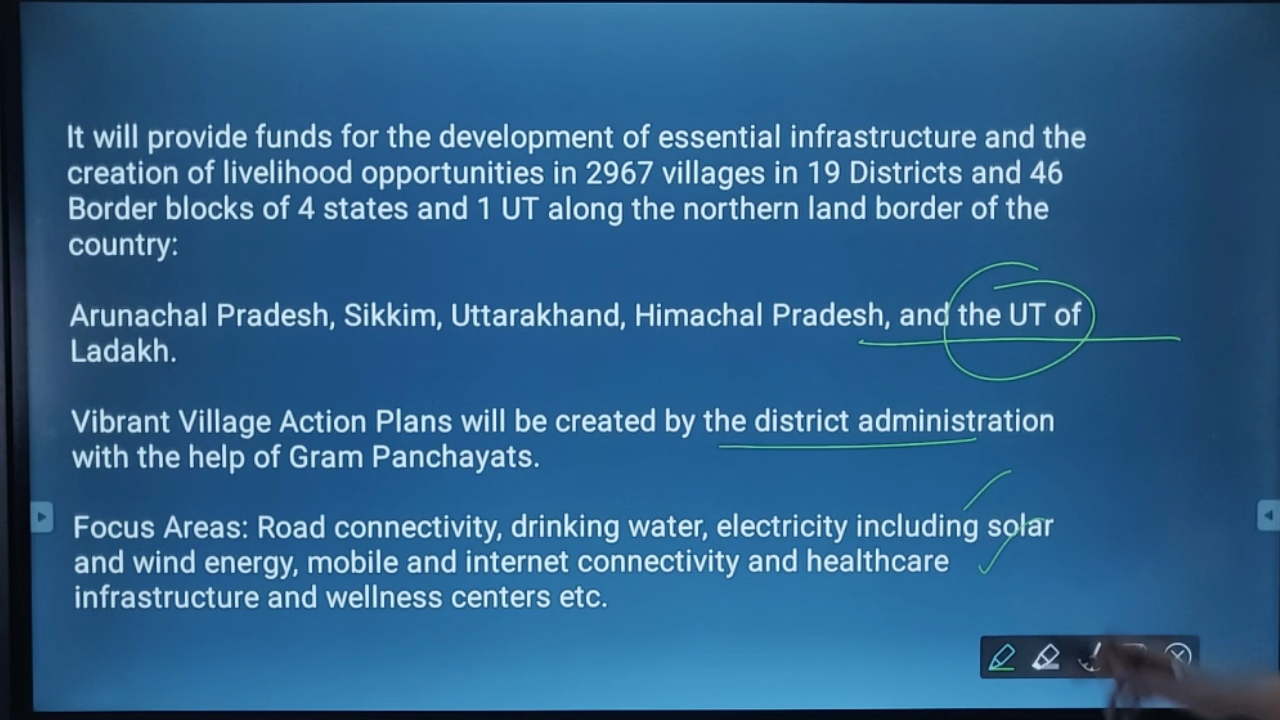 It will provide funds for the development of essential infrastructure and the
creation of livelihood opportunities in 2967 villages in 19 Districts and 46
Border blocks of 4 states and 1 UT along the northern land border of the
country:
Arunachal Pradesh, Sikkim, Uttarakhand, Himachal Pradesh, and the UT of
Ladakh.
Vibrant Village Action Plans will be created by the district administration
with the help of Gram Panchayats.
Focus Areas: Road connectivity, drinking water, electricity including solar
and wind energy, mobile and internet connectivity and healthcare
infrastructure and wellness centers etc.